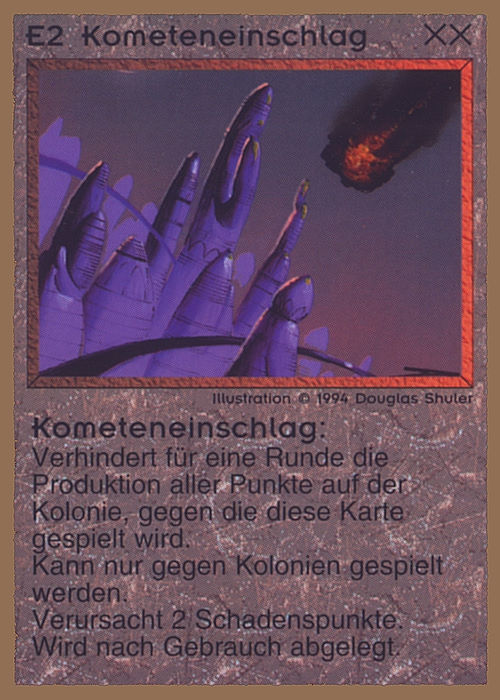 E2 Kometeneinschlag XX
Illustration © 1994 Douglas Shuler
Kometeneinschlag:
Verhindert für eine Runde die
Produktion aller Punkte auf der
Kolonie, gegen die diese Karte
gespielt wird.
Kann nur gegen Kolonien gespielt
werden.
Verursacht 2 Schadenspunkte.
Wird nach Gebrauch abgelegt.